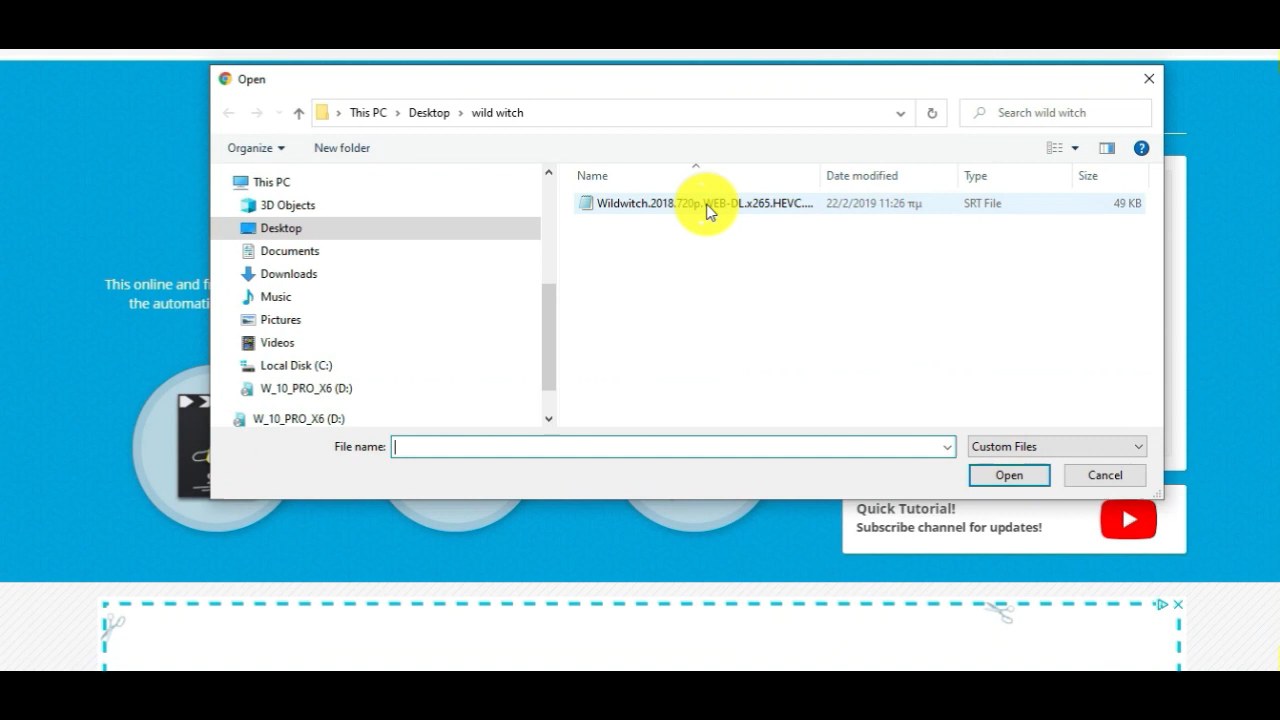 Open
This PC > Desktop > wild witch
Search wild witch
Organize
New folder
This PC
3D Objects
Desktop
Documents
Downloads
Music
Pictures
Videos
Local Disk (C:)
W_10_PRO_X6 (D:)
W_10_PRO_X6 (D:)
Name
Date modified
Type
Size
Wildwitch.2018.720p.WEB-DL.x265.HEVC....
22/2/2019 11:26 πμ
SRT File
49 KB
File name:
Custom Files
Open
Cancel
This online and f
the automati
Quick Tutorial!
Subscribe channel for updates!